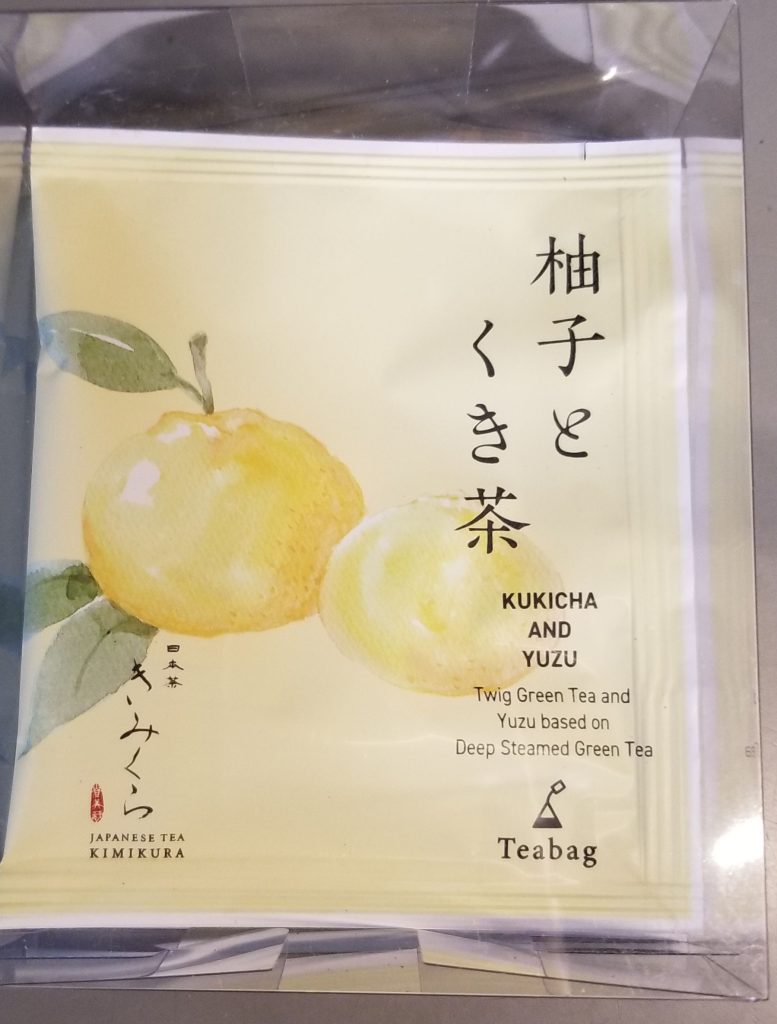 柚子と
くき茶
KUKICHA
AND
YUZU
Twig Green Tea and
Yuzu based on
Deep Steamed Green Tea
Teabag
日本茶
きみくら
JAPANESE TEA
KIMIKURA